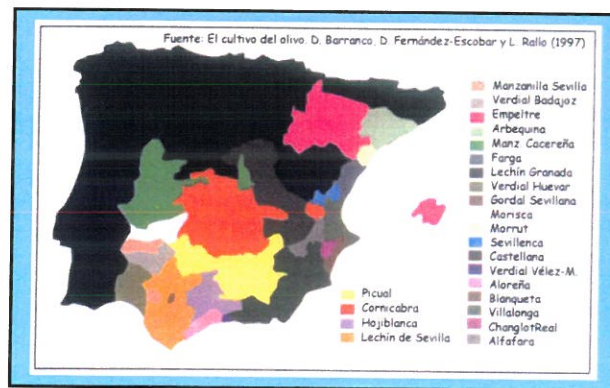 Fuente: El cultivo del olivo. D. Barranco, D. Fernández-Escobar y L. Rallo (1997)
Manzanilla Sevilla
Verdial Badajoz
Empeltre
Arbequina
Manz. Cacereña
Farga
Lechín Granada
Verdial Huevar
Gordal Sevillana
Morisca
Morrut
Sevillenca
Castellana
Verdial Vélez-M.
Aloreña
Blanqueta
Villalonga
ChanglotReal
Alfafara
Picual
Cornicabra
Hojiblanca
Lechín de Sevilla